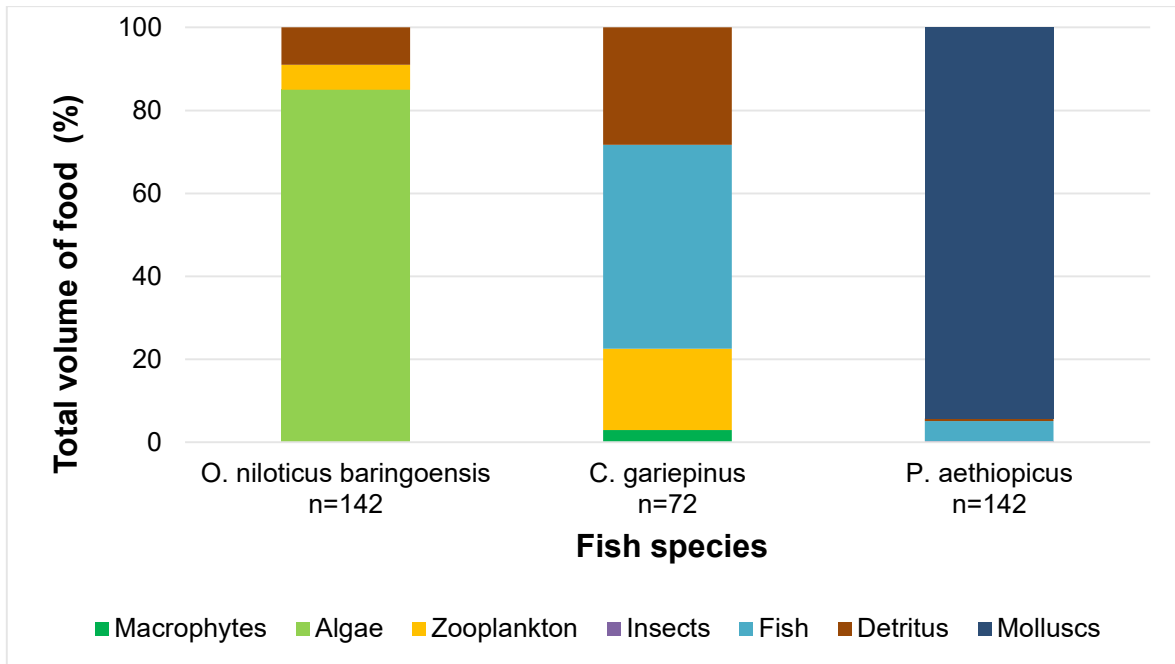 Total volume of food (%)
100
80
60
40
20
0
O. niloticus baringoensis
n=142
C. gariepinus
n=72
P. aethiopicus
n=142
Fish species
Macrophytes Algae Zooplankton Insects Fish Detritus Molluscs